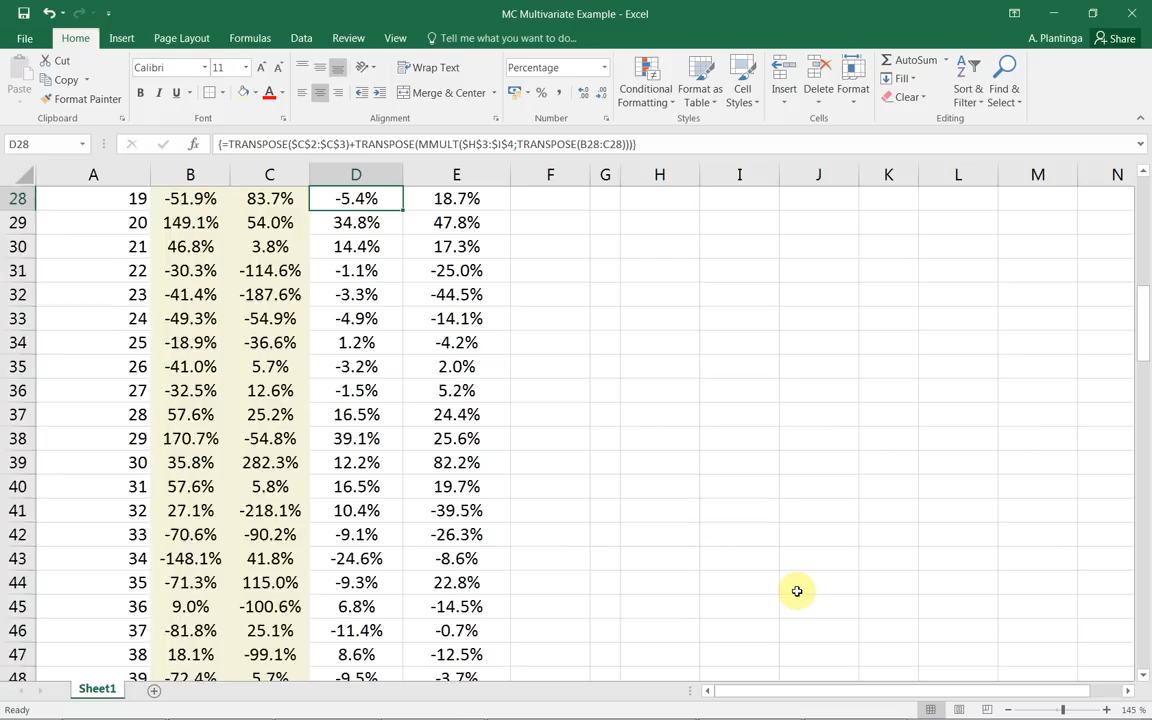 MC Multivariate Example - Excel
File Home Insert Page Layout Formulas Data Review View Tell me what you want to do... A. Plantinga Share
Paste Cut Copy Format Painter Clipboard
Calibri 11 B I U A Font
Wrap Text Merge & Center Alignment
Percentage % Number
Conditional Formatting Format as Table Cell Styles Styles
Insert Delete Format Cells
AutoSum Fill Clear Sort & Filter Find & Select Editing
D28 fx {=TRANSPOSE($C$2:$C$3)+TRANSPOSE(MMULT($H$3:$I$4;TRANSPOSE(B28:C28)))}
A B C D E F G H I J K L M N
28 19 -51.9% 83.7% -5.4% 18.7%
29 20 149.1% 54.0% 34.8% 47.8%
30 21 46.8% 3.8% 14.4% 17.3%
31 22 -30.3% -114.6% -1.1% -25.0%
32 23 -41.4% -187.6% -3.3% -44.5%
33 24 -49.3% -54.9% -4.9% -14.1%
34 25 -18.9% -36.6% 1.2% -4.2%
35 26 -41.0% 5.7% -3.2% 2.0%
36 27 -32.5% 12.6% -1.5% 5.2%
37 28 57.6% 25.2% 16.5% 24.4%
38 29 170.7% -54.8% 39.1% 25.6%
39 30 35.8% 282.3% 12.2% 82.2%
40 31 57.6% 5.8% 16.5% 19.7%
41 32 27.1% -218.1% 10.4% -39.5%
42 33 -70.6% -90.2% -9.1% -26.3%
43 34 -148.1% 41.8% -24.6% -8.6%
44 35 -71.3% 115.0% -9.3% 22.8%
45 36 9.0% -100.6% 6.8% -14.5%
46 37 -81.8% 25.1% -11.4% -0.7%
47 38 18.1% -99.1% 8.6% -12.5%
48 39 -72.4% 5.7% -9.5% -3.7%
Sheet1
Ready 145 %